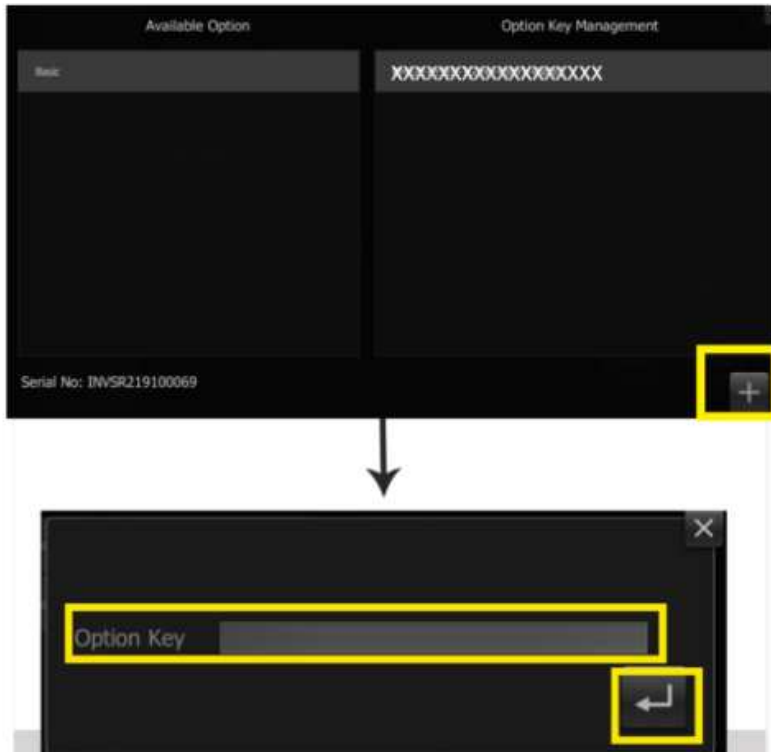 Available Option
Option Key Management
Basic
XXXXXXXXXXXXXXXXXX
Serial No: INVSR219100069
Option Key